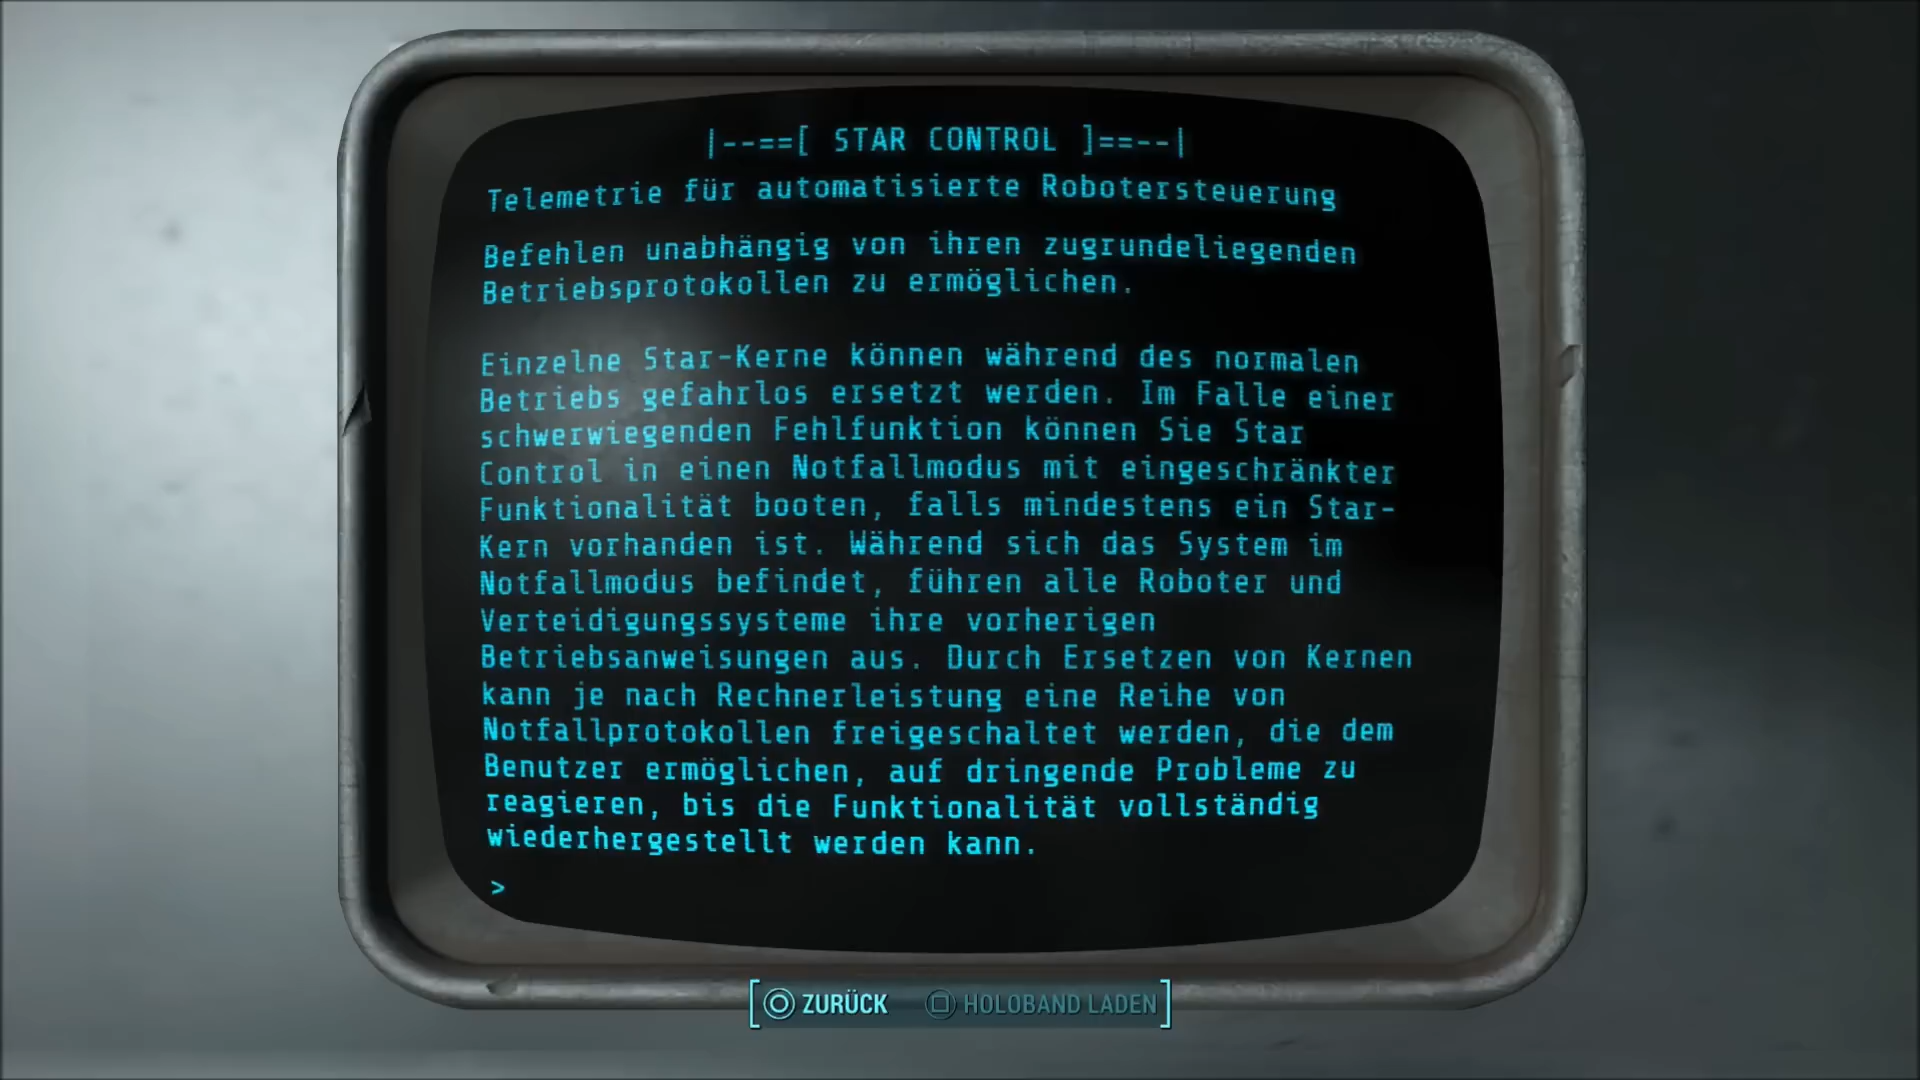 |--==[ STAR CONTROL ]==--|
Telemetrie für automatisierte Robotersteuerung
Befehlen unabhängig von ihren zugrundeliegenden
Betriebsprotokollen zu ermöglichen.
Einzelne Star-Kerne können während des normalen
Betriebs gefahrlos ersetzt werden. Im Falle einer
schwerwiegenden Fehlfunktion können Sie Star
Control in einen Notfallmodus mit eingeschränkter
Funktionalität booten, falls mindestens ein Star-
Kern vorhanden ist. Während sich das System im
Notfallmodus befindet, führen alle Roboter und
Verteidigungssysteme ihre vorherigen
Betriebsanweisungen aus. Durch Ersetzen von Kernen
kann je nach Rechnerleistung eine Reihe von
Notfallprotokollen freigeschaltet werden, die dem
Benutzer ermöglichen, auf dringende Probleme zu
reagieren, bis die Funktionalität vollständig
wiederhergestellt werden kann.
>
ZURÜCK HOLOBAND LADEN